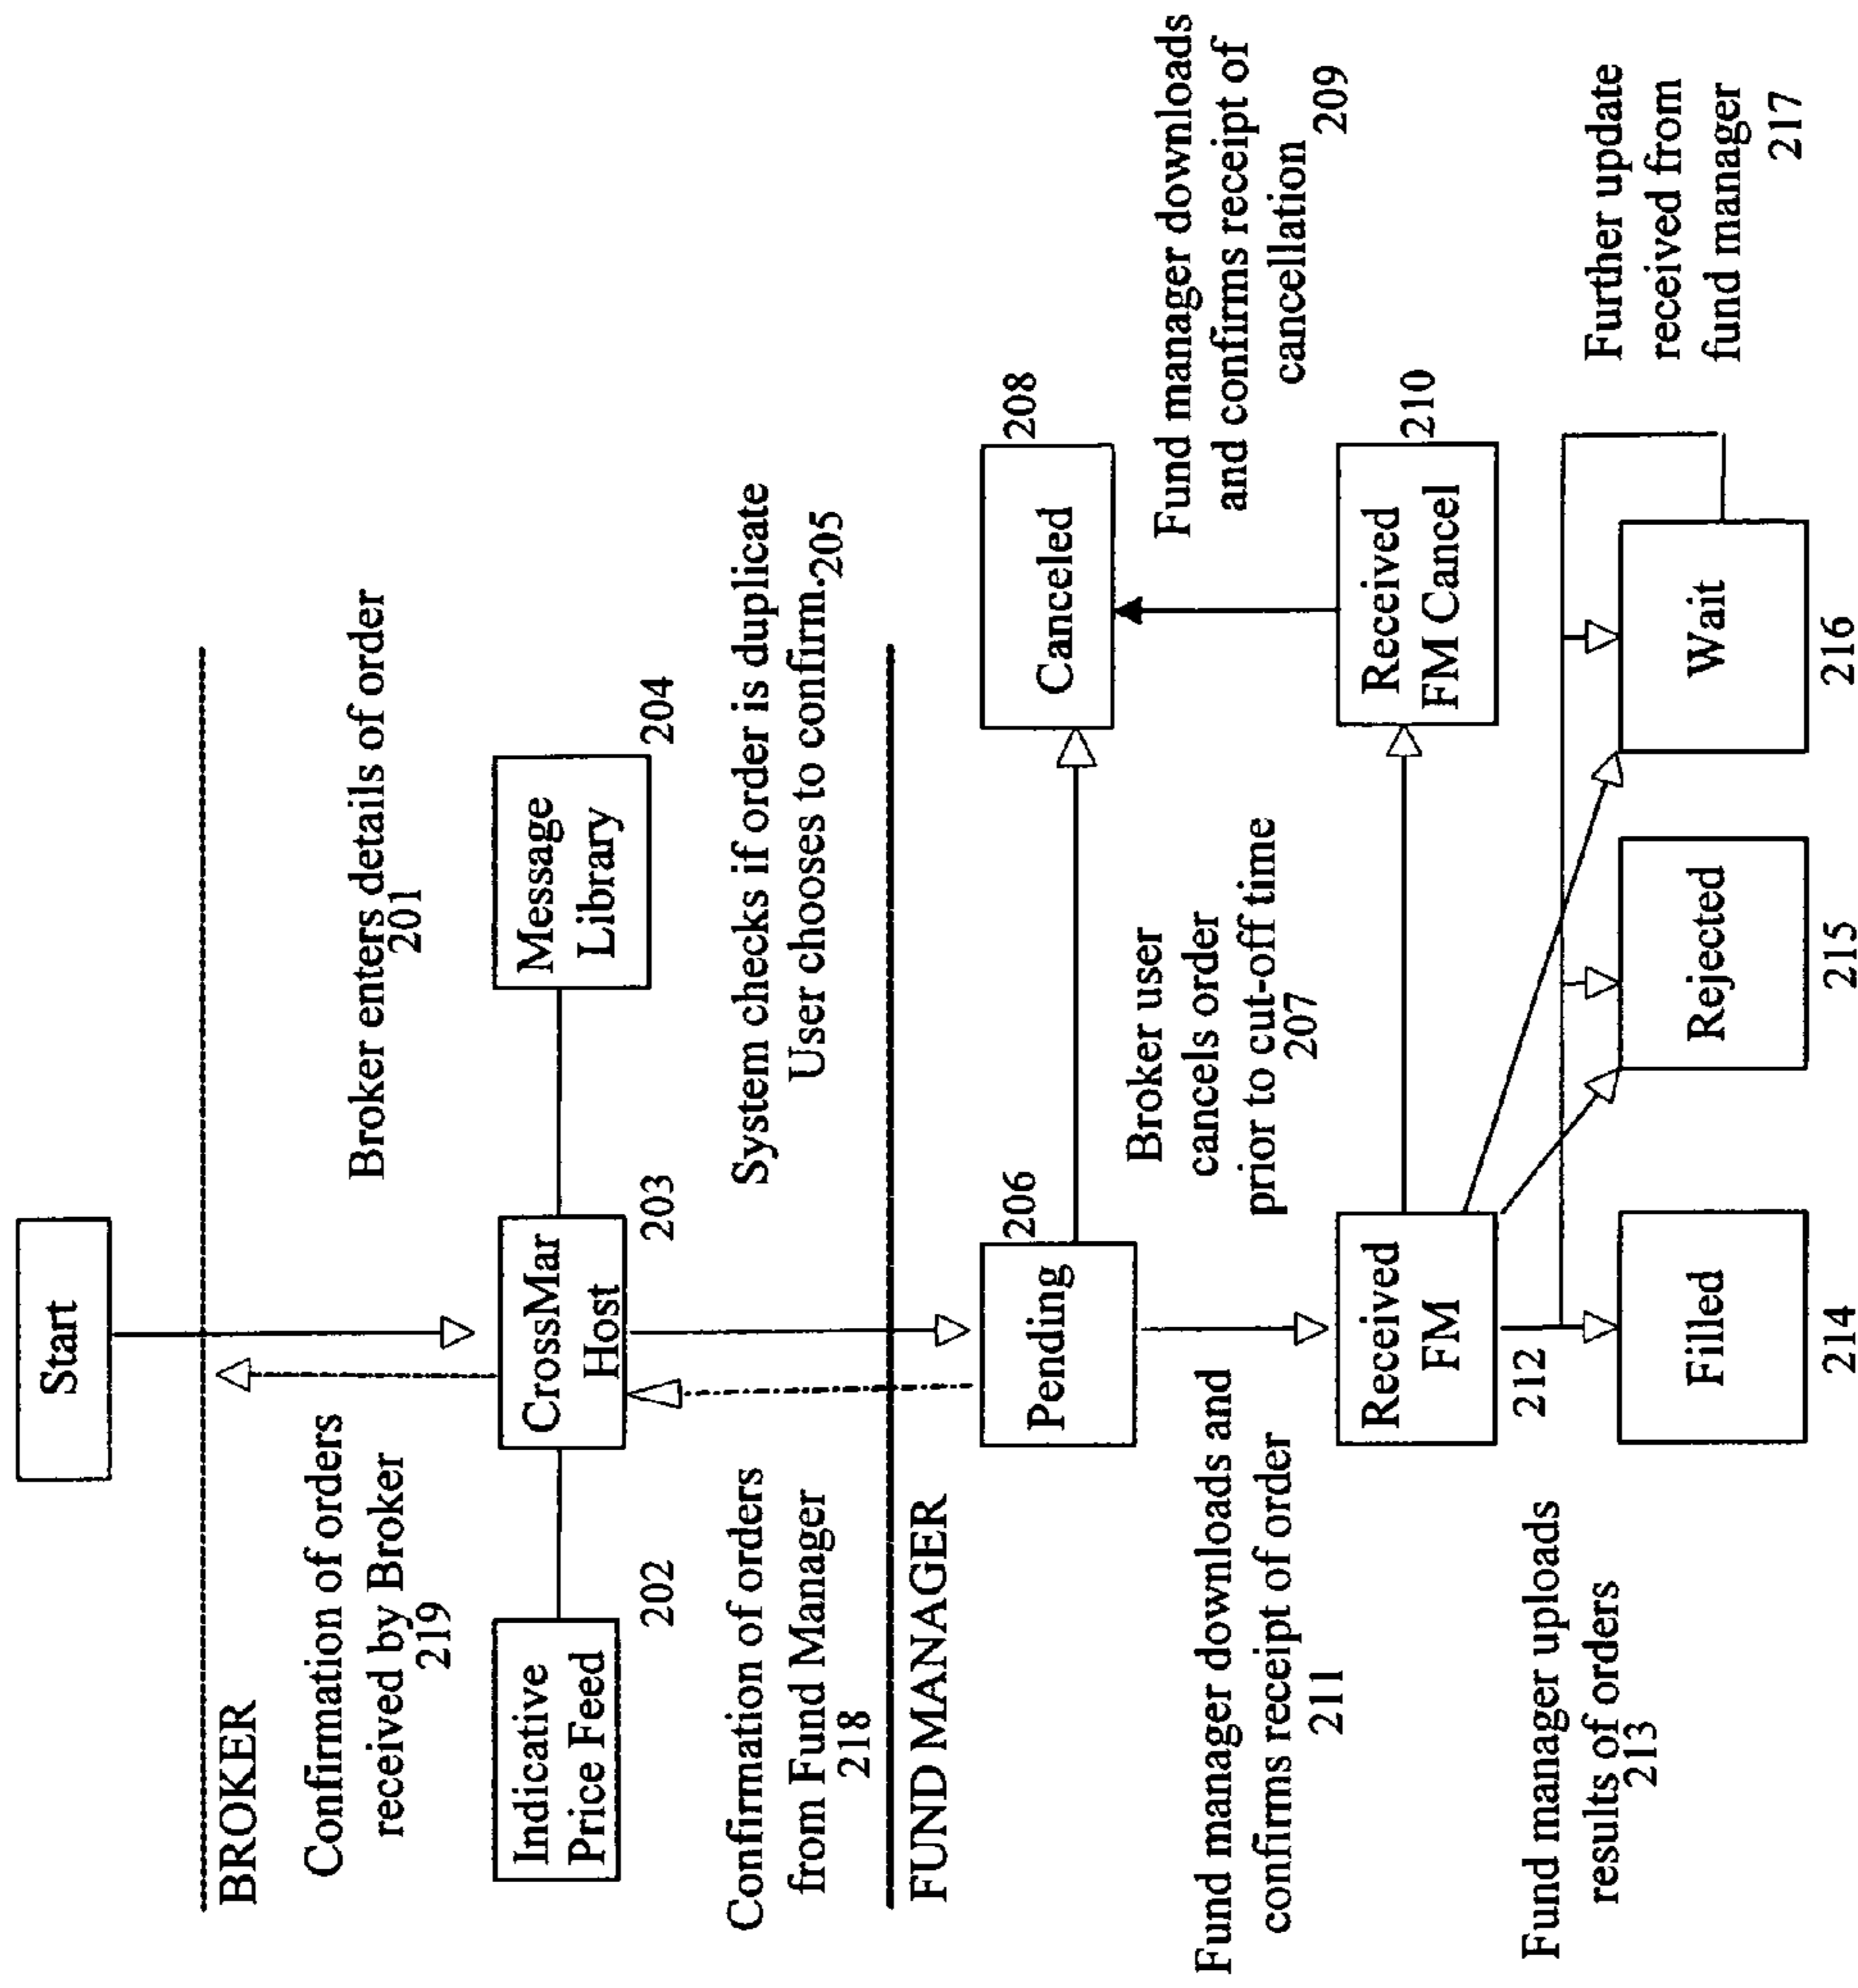 Start
BROKER
Confirmation of orders
received by Broker
219
Broker enters details of order
201
Indicative
Price Feed
202
CrossMar
Host
203
Message
Library
204
Confirmation of orders
from Fund Manager
218
System checks if order is duplicate
User chooses to confirm.205
FUND MANAGER
Pending
206
Canceled
208
Fund manager downloads and
confirms receipt of order
211
Broker user
cancels order
prior to cut-off time
207
Fund manager downloads
and confirms receipt of
cancellation
209
Received
FM
212
Received
FM Cancel
210
Fund manager uploads
results of orders
213
Further update
received from
fund manager
217
Filled
214
Rejected
215
Wait
216